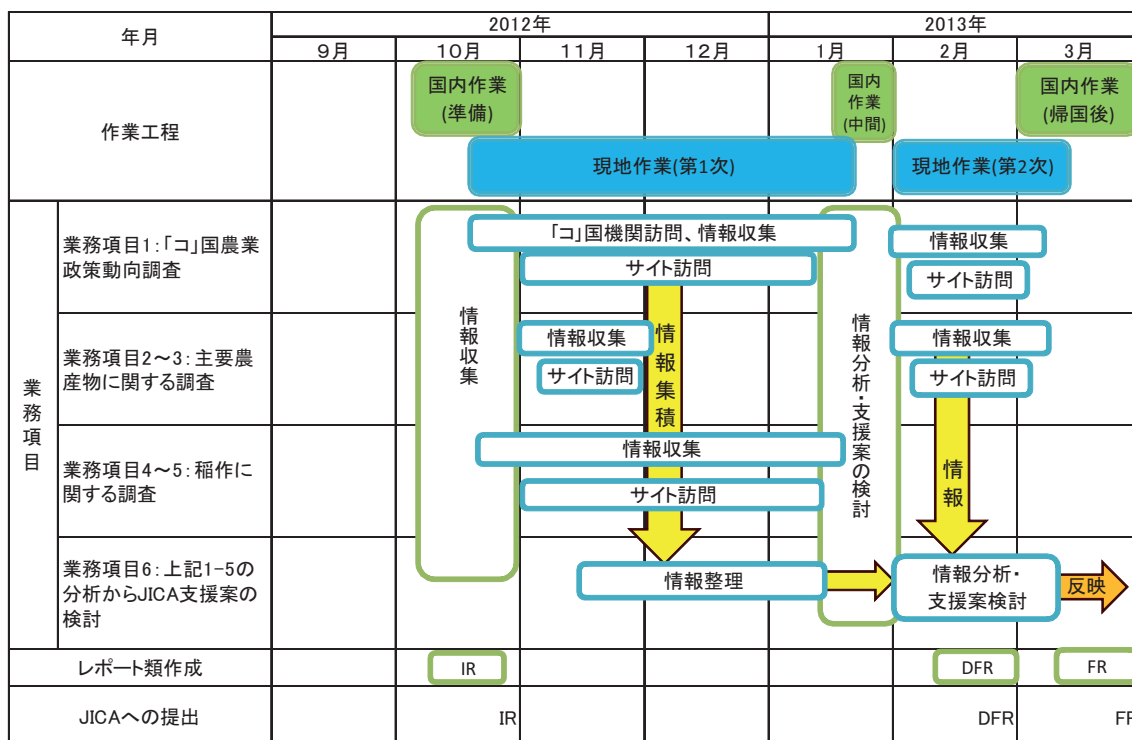 年月
2012年
2013年
9月
10月
11月
12月
1月
2月
3月
作業工程
国内作業
(準備)
国内
作業
(中間)
国内作業
(帰国後)
現地作業(第1次)
現地作業(第2次)
業務項目
業務項目1:「コ」国農業
政策動向調査
「コ」国機関訪問、情報収集
サイト訪問
情報収集
サイト訪問
情報収集
情報集積
情報分析・支援案の検討
業務項目2～3:主要農
産物に関する調査
情報収集
サイト訪問
情報収集
サイト訪問
業務項目4～5:稲作に
関する調査
情報収集
サイト訪問
情報
業務項目6:上記1-5の
分析からJICA支援案の
検討
情報整理
情報分析・
支援案検討
反映
レポート類作成
IR
DFR
FR
JICAへの提出
IR
DFR
FR